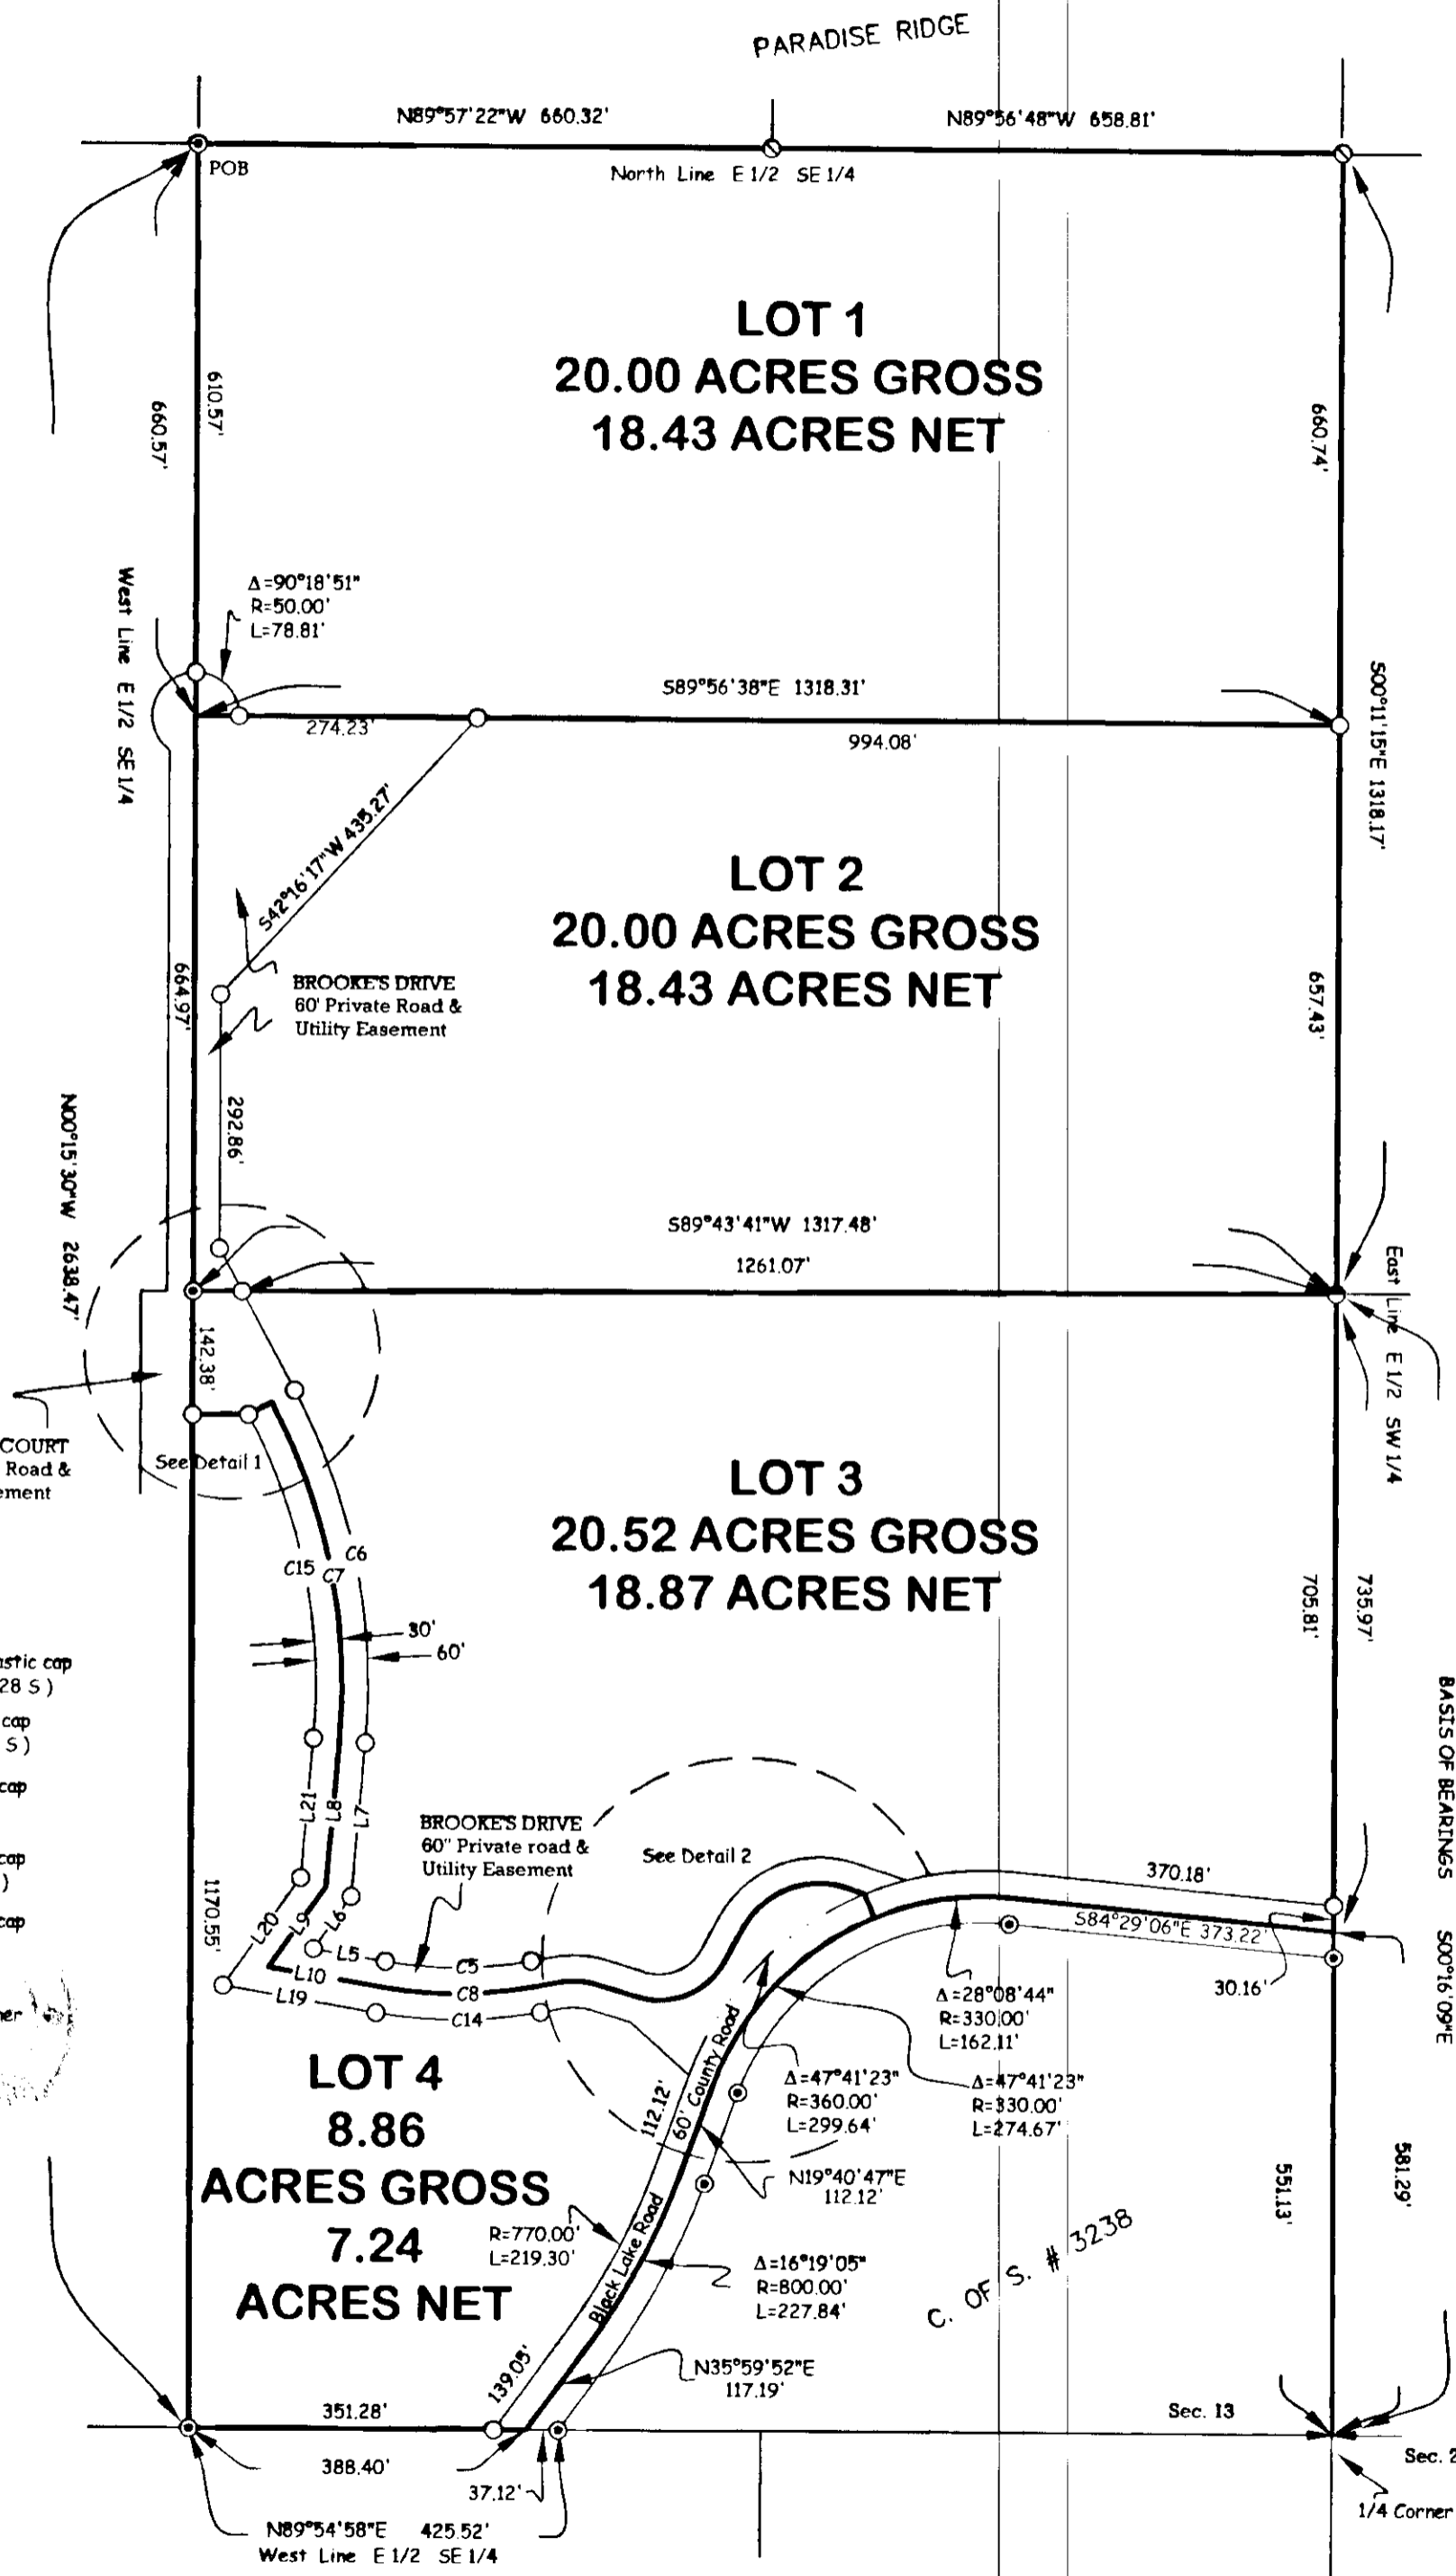 PARADISE RIDGE
N89°57'22"W 660.32'
N89°56'48"W 658.81'
POB
North Line E 1/2 SE 1/4
LOT 1
20.00 ACRES GROSS
18.43 ACRES NET
610.57'
660.57'
660.74'
West Line E 1/2 SE 1/4
Δ=90°18'51"
R=50.00'
L=78.81'
S89°56'38"E 1318.31'
274.23'
994.08'
S00°11'15"E 1318.17'
S42°16'17"W 435.27'
LOT 2
20.00 ACRES GROSS
18.43 ACRES NET
664.97'
BROOKE'S DRIVE
60' Private Road &
Utility Easement
657.43'
292.86'
N00°15'30"W 2638.47'
S89°43'41"W 1317.48'
1261.07'
East Line E 1/2 SW 1/4
142.38'
COURT
Road &
ement
See Detail 1
LOT 3
20.52 ACRES GROSS
18.87 ACRES NET
C15
C7
C6
705.81'
735.97'
30'
60'
astic cap
28 S )
cap
S )
cap
cap
)
cap
ner
BASIS OF BEARINGS S00°16'09"E
L21
L8
L7
BROOKE'S DRIVE
60" Private road &
Utility Easement
See Detail 2
370.18'
1170.55'
L20
L9
L6
S84°29'06"E 373.22'
L5
C5
L10
C8
L19
C14
30.16'
Δ=28°08'44"
R=330.00'
L=162.11'
LOT 4
8.86
ACRES GROSS
7.24
ACRES NET
112.12'
60' County Road
Δ=47°41'23"
R=360.00'
L=299.64'
Δ=47°41'23"
R=330.00'
L=274.67'
N19°40'47"E
112.12'
551.13'
581.29'
R=770.00'
L=219.30'
Black Lake Road
Δ=16°19'05"
R=800.00'
L=227.84'
C. OF S. # 3238
139.05'
N35°59'52"E
117.19'
351.28'
Sec. 13
388.40'
Sec. 2
37.12'
1/4 Corner
N89°54'58"E 425.52'
West Line E 1/2 SE 1/4